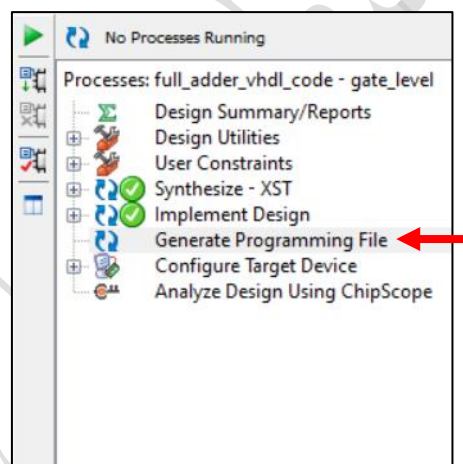 No Processes Running
Processes: full_adder_vhdl_code - gate_level
Design Summary/Reports
Design Utilities
User Constraints
Synthesize - XST
Implement Design
Generate Programming File
Configure Target Device
Analyze Design Using ChipScope